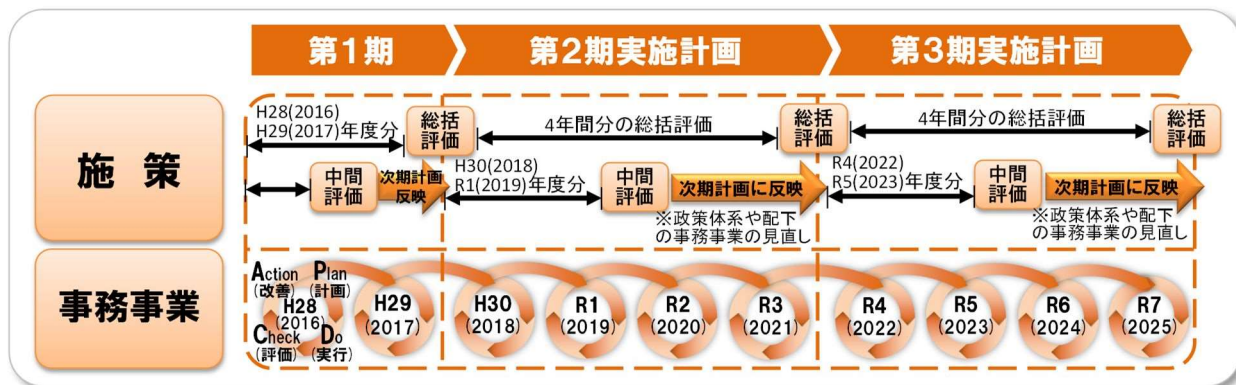 第1期
第2期実施計画
第3期実施計画
施策
H28(2016)
H29(2017)年度分
総括
評価
4年間分の総括評価
総括
評価
4年間分の総括評価
総括
評価
中間
評価
次期計画
反映
H30(2018)
R1(2019)年度分
中間
評価
次期計画に反映
※政策体系や配下
の事務事業の見直し
R4(2022)
R5(2023)年度分
中間
評価
次期計画に反映
※政策体系や配下
の事務事業の見直し
事務事業
Action Plan
(改善) (計画)
H28
(2016)
Check Do
(評価) (実行)
H29
(2017)
H30
(2018)
R1
(2019)
R2
(2020)
R3
(2021)
R4
(2022)
R5
(2023)
R6
(2024)
R7
(2025)